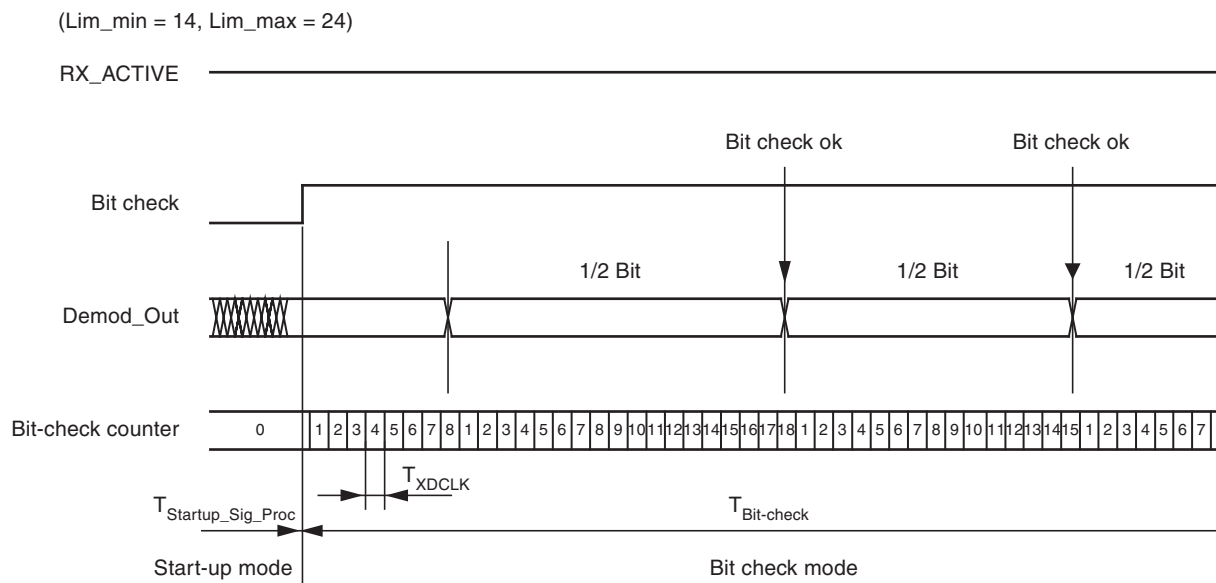 (Lim_min = 14, Lim_max = 24)
RX_ACTIVE
Bit check ok Bit check ok
Bit check
1/2 Bit 1/2 Bit 1/2 Bit
Demod_Out
Bit-check counter 0 1 2 3 4 5 6 7 8 1 2 3 4 5 6 7 8 9 10 11 12 13 14 15 16 17 18 1 2 3 4 5 6 7 8 9 10 11 12 13 14 15 1 2 3 4 5 6 7
TXDCLK
TStartup_Sig_Proc TBit-check
Start-up mode Bit check mode